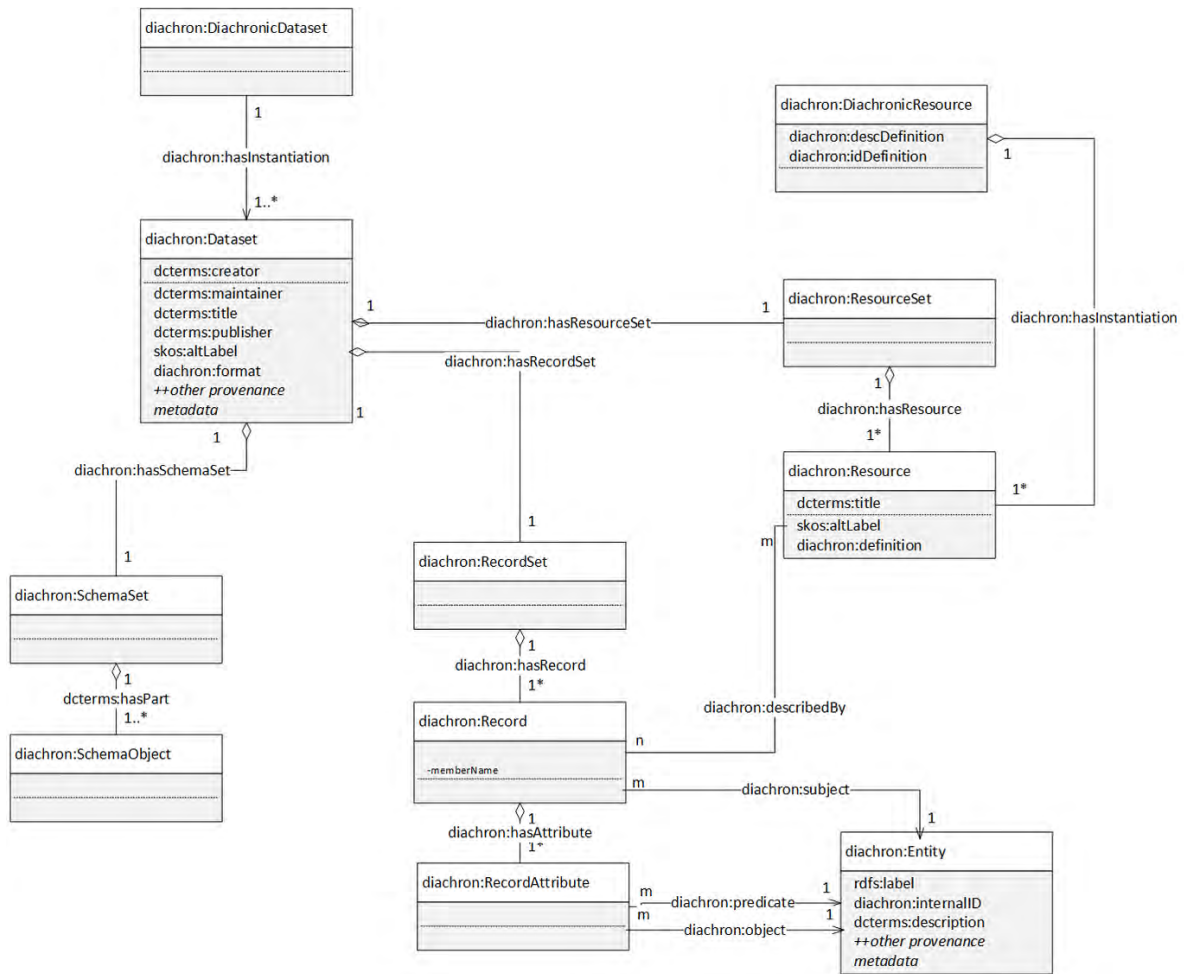 diachron:DiachronicDataset
1
diachron:hasInstantiation
1..*
diachron:Dataset
dcterms:creator
dcterms:maintainer
dcterms:title
dcterms:publisher
skos:altLabel
diachron:format
++other provenance
metadata
1
1
1
diachron:hasResourceSet
1
diachron:hasRecordSet
1
diachron:hasSchemaSet
1
diachron:SchemaSet
1
dcterms:hasPart
1..*
diachron:SchemaObject
diachron:DiachronicResource
diachron:descDefinition
diachron:idDefinition
1
diachron:hasInstantiation
1*
diachron:ResourceSet
1
diachron:hasResource
1*
diachron:Resource
dcterms:title
skos:altLabel
diachron:definition
m
diachron:describedBy
n
diachron:RecordSet
1
diachron:hasRecord
1*
diachron:Record
-memberName
m
diachron:subject
1
1
diachron:hasAttribute
1*
diachron:RecordAttribute
m
diachron:predicate
1
m
diachron:object
1
diachron:Entity
rdfs:label
diachron:internalID
dcterms:description
++other provenance
metadata